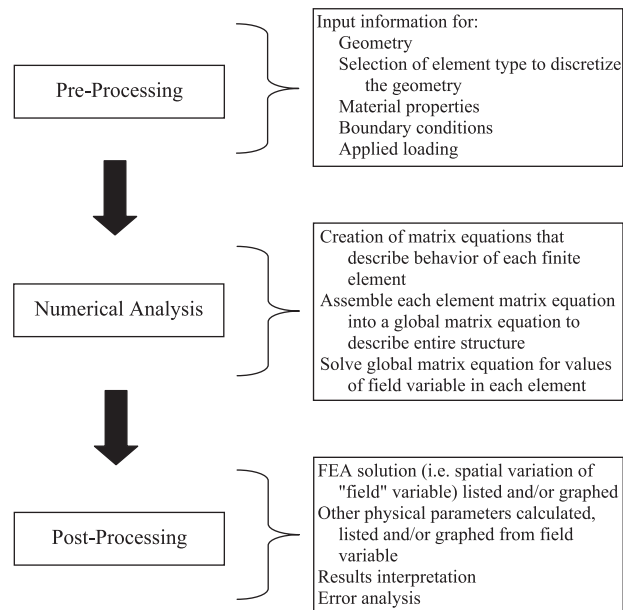 Pre-Processing
Input information for:
Geometry
Selection of element type to discretize
the geometry
Material properties
Boundary conditions
Applied loading
Numerical Analysis
Creation of matrix equations that
describe behavior of each finite
element
Assemble each element matrix equation
into a global matrix equation to
describe entire structure
Solve global matrix equation for values
of field variable in each element
Post-Processing
FEA solution (i.e. spatial variation of
"field" variable) listed and/or graphed
Other physical parameters calculated,
listed and/or graphed from field
variable
Results interpretation
Error analysis